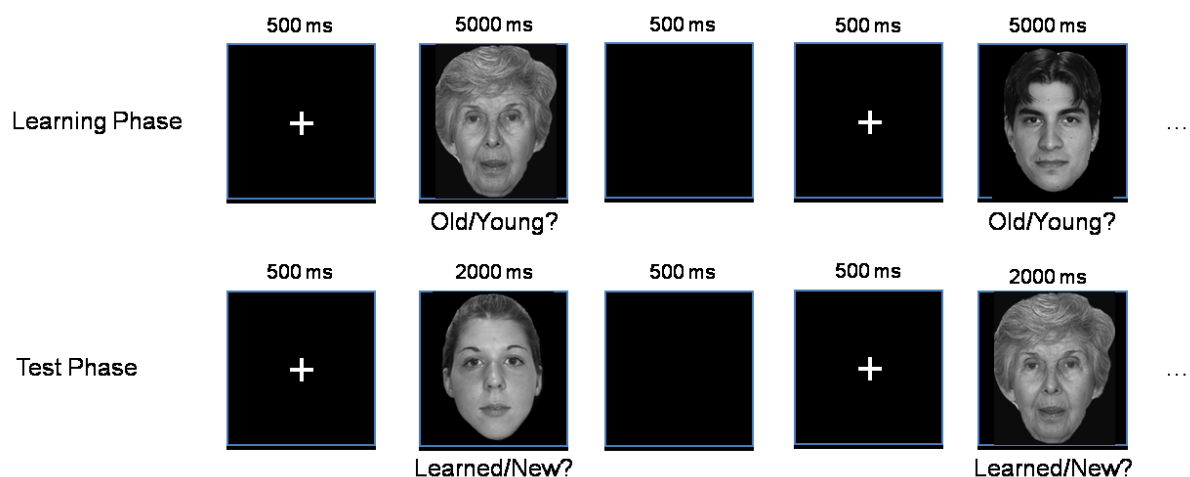 500 ms 5000 ms 500 ms 500 ms 5000 ms
Learning Phase ...
Old/Young? Old/Young?
500 ms 2000 ms 500 ms 500 ms 2000 ms
Test Phase ...
Learned/New? Learned/New?